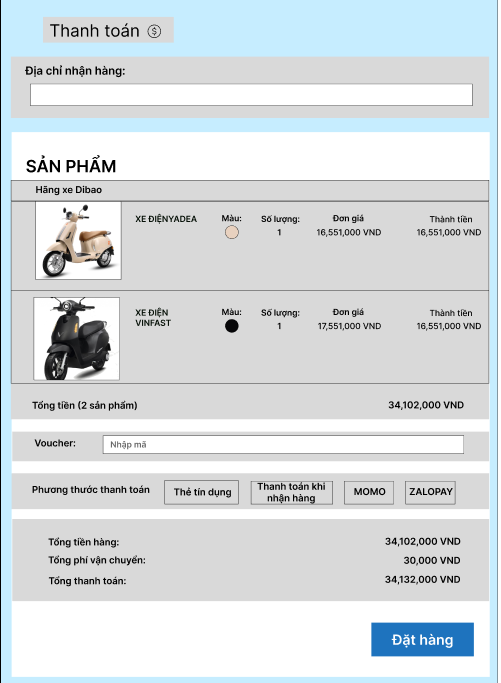 Thanh toán
Địa chỉ nhận hàng:
SẢN PHẨM
Hãng xe Dibao
XE ĐIỆNYADEA Màu: Số lượng: Đơn giá Thành tiền
1 16,551,000 VND 16,551,000 VND
XE ĐIỆN Màu: Số lượng: Đơn giá Thành tiền
VINFAST 1 17,551,000 VND 16,551,000 VND
Tổng tiền (2 sản phẩm) 34,102,000 VND
Voucher: Nhập mã
Phương thước thanh toán Thẻ tín dụng Thanh toán khi MOMO ZALOPAY
nhận hàng
Tổng tiền hàng: 34,102,000 VND
Tổng phí vận chuyển: 30,000 VND
Tổng thanh toán: 34,132,000 VND
Đặt hàng